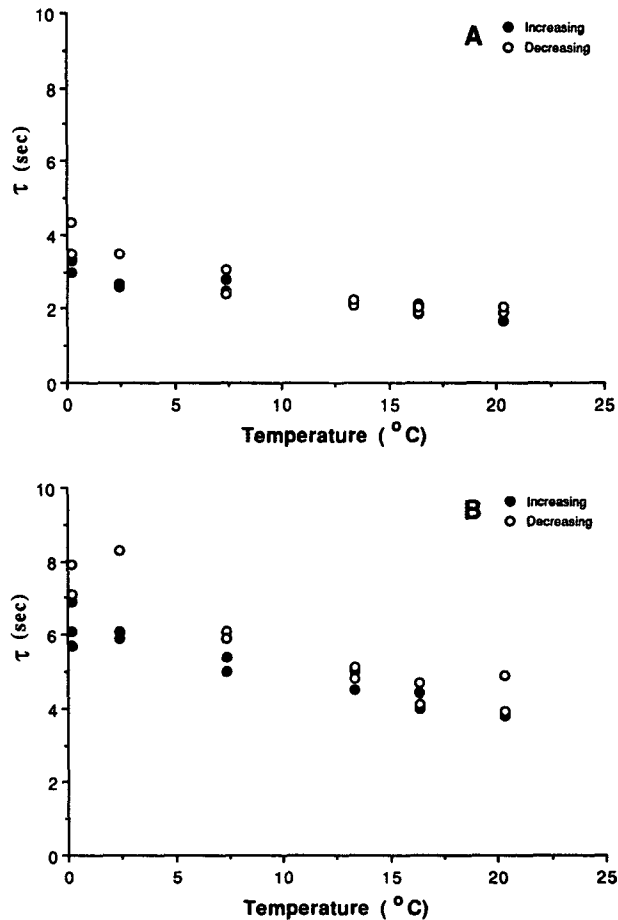 A
● Increasing
○ Decreasing
10
8
6
4
2
0
τ (sec)
0 5 10 15 20 25
Temperature ( °C)
B
● Increasing
○ Decreasing
10
8
6
4
2
0
τ (sec)
0 5 10 15 20 25
Temperature ( °C)